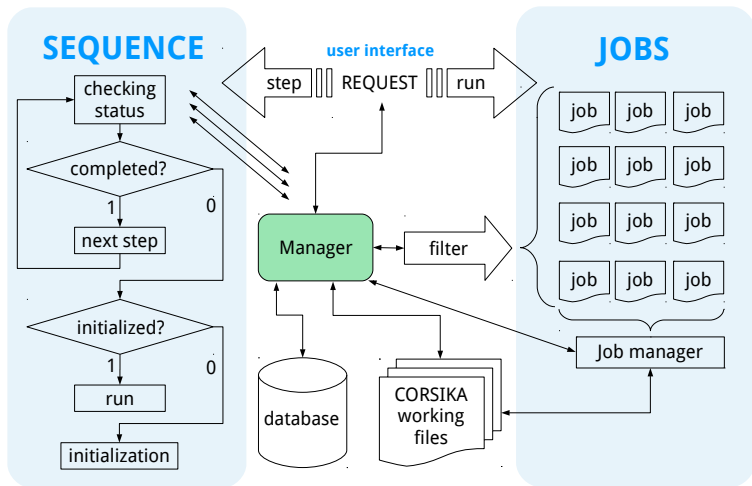 SEQUENCE
checking
status
completed?
1
0
next step
initialized?
1
0
run
initialization
user interface
step
REQUEST
run
Manager
filter
database
CORSIKA
working
files
JOBS
job job job
job job job
job job job
job job job
Job manager